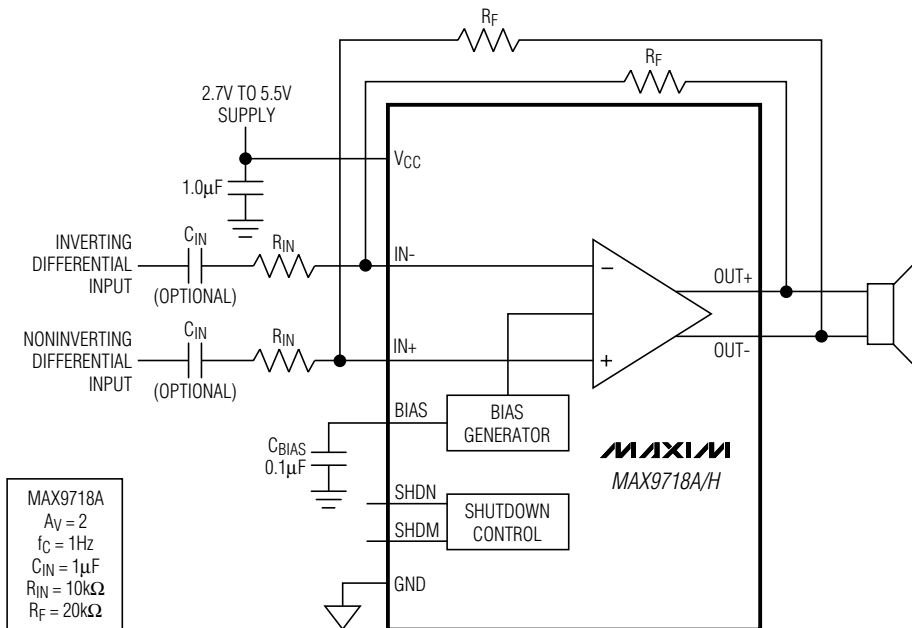 RF
RF
2.7V TO 5.5V
SUPPLY
VCC
1.0μF
INVERTING
DIFFERENTIAL
INPUT
CIN
(OPTIONAL)
RIN
IN-
−
OUT+
NONINVERTING
DIFFERENTIAL
INPUT
CIN
(OPTIONAL)
RIN
IN+
+
OUT-
BIAS
BIAS
GENERATOR
CBIAS
0.1μF
MAXIM
MAX9718A/H
SHDN
SHDM
SHUTDOWN
CONTROL
GND
MAX9718A
AV = 2
fC = 1Hz
CIN = 1μF
RIN = 10kΩ
RF = 20kΩ